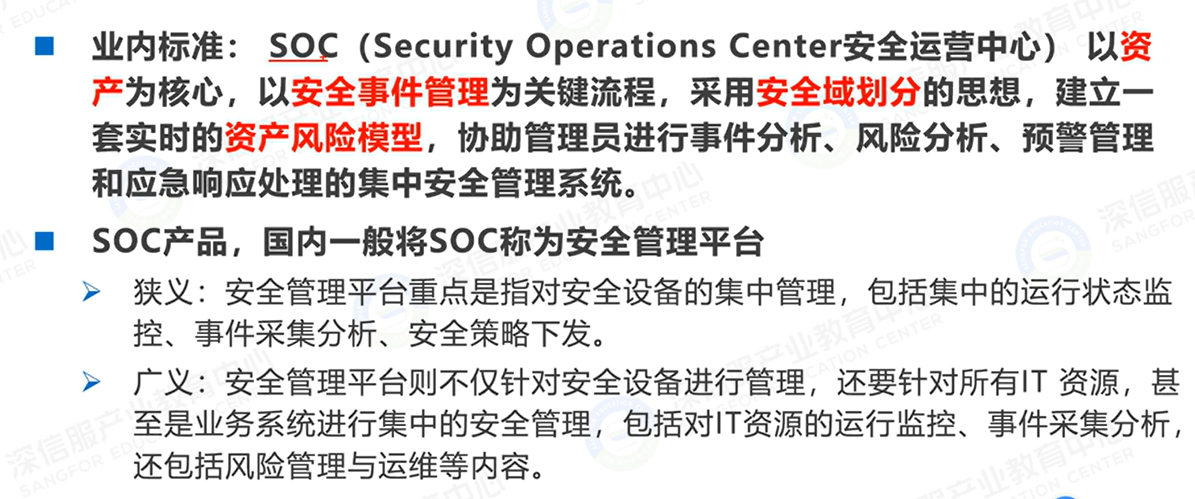 业内标准： SOC（Security Operations Center安全运营中心） 以资
产为核心，以安全事件管理为关键流程，采用安全域划分的思想，建立一
套实时的资产风险模型，协助管理员进行事件分析、风险分析、预警管理
和应急响应处理的集中安全管理系统。
SOC产品，国内一般将SOC称为安全管理平台
狭义：安全管理平台重点是指对安全设备的集中管理，包括集中的运行状态监
控、事件采集分析、安全策略下发。
广义：安全管理平台则不仅针对安全设备进行管理，还要针对所有IT 资源，甚
至是业务系统进行集中的安全管理，包括对IT资源的运行监控、事件采集分析，
还包括风险管理与运维等内容。
深信服产业教育中心
SANGFOR EDUCATION CENTER